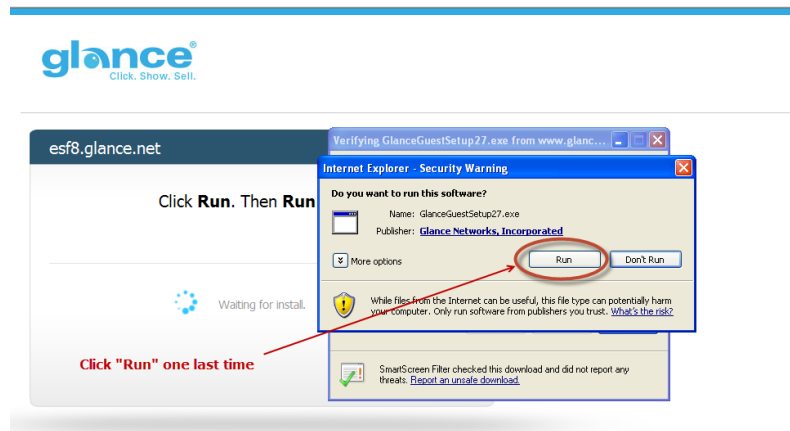 glance®
Click. Show. Sell.
esf8.glance.net
Click Run. Then Run
Waiting for install.
Click "Run" one last time
Verifying GlanceGuestSetup27.exe from www.glanc...
Internet Explorer - Security Warning
Do you want to run this software?
Name: GlanceGuestSetup27.exe
Publisher: Glance Networks, Incorporated
More options
Run
Don't Run
While files from the Internet can be useful, this file type can potentially harm
your computer. Only run software from publishers you trust. What's the risk?
SmartScreen Filter checked this download and did not report any
threats. Report an unsafe download.